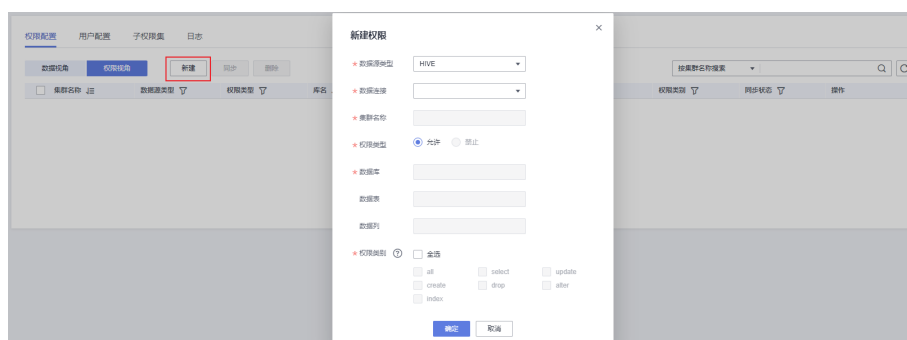 权限配置 用户配置 子权限集 日志
数据视角 权限视角 新建 同步 删除 按集群名称搜索
集群名称 数据源类型 权限类型 库名 权限类别 同步状态 操作
新建权限
* 数据源类型 HIVE
* 数据连接
* 集群名称
* 权限类型 允许 禁止
* 数据库
数据表
数据列
* 权限类别 全选
all select update
create drop alter
index
确定 取消